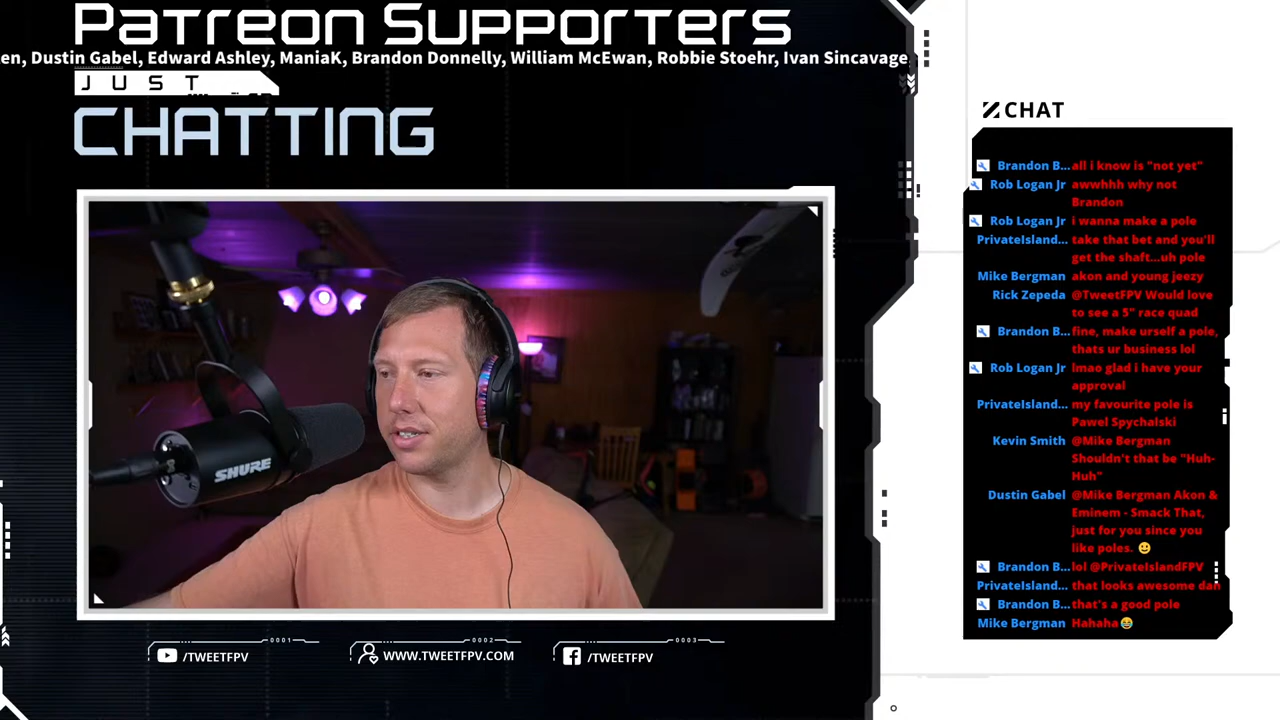 Patreon Supporters
en, Dustin Gabel, Edward Ashley, ManiaK, Brandon Donnelly, William McEwan, Robbie Stoehr, Ivan Sincavage,
JUST
CHATTING
SHURE
0001
/TWEETFPV
0002
WWW.TWEETFPV.COM
0003
/TWEETFPV
CHAT
Brandon B... all i know is "not yet"
Rob Logan Jr awwhhh why not
Brandon
Rob Logan Jr i wanna make a pole
PrivateIsland... take that bet and you'll
get the shaft...uh pole
Mike Bergman akon and young jeezy
Rick Zepeda @TweetFPV Would love
to see a 5" race quad
Brandon B... fine, make urself a pole,
thats ur business lol
Rob Logan Jr lmao glad i have your
approval
PrivateIsland... my favourite pole is
Pawel Spychalski
Kevin Smith @Mike Bergman
Shouldn't that be "Huh-
Huh"
Dustin Gabel @Mike Bergman Akon &
Eminem - Smack That,
just for you since you
like poles. 😃
Brandon B... lol @PrivateIslandFPV
PrivateIsland... that looks awesome dan
Brandon B... that's a good pole
Mike Bergman Hahaha😂